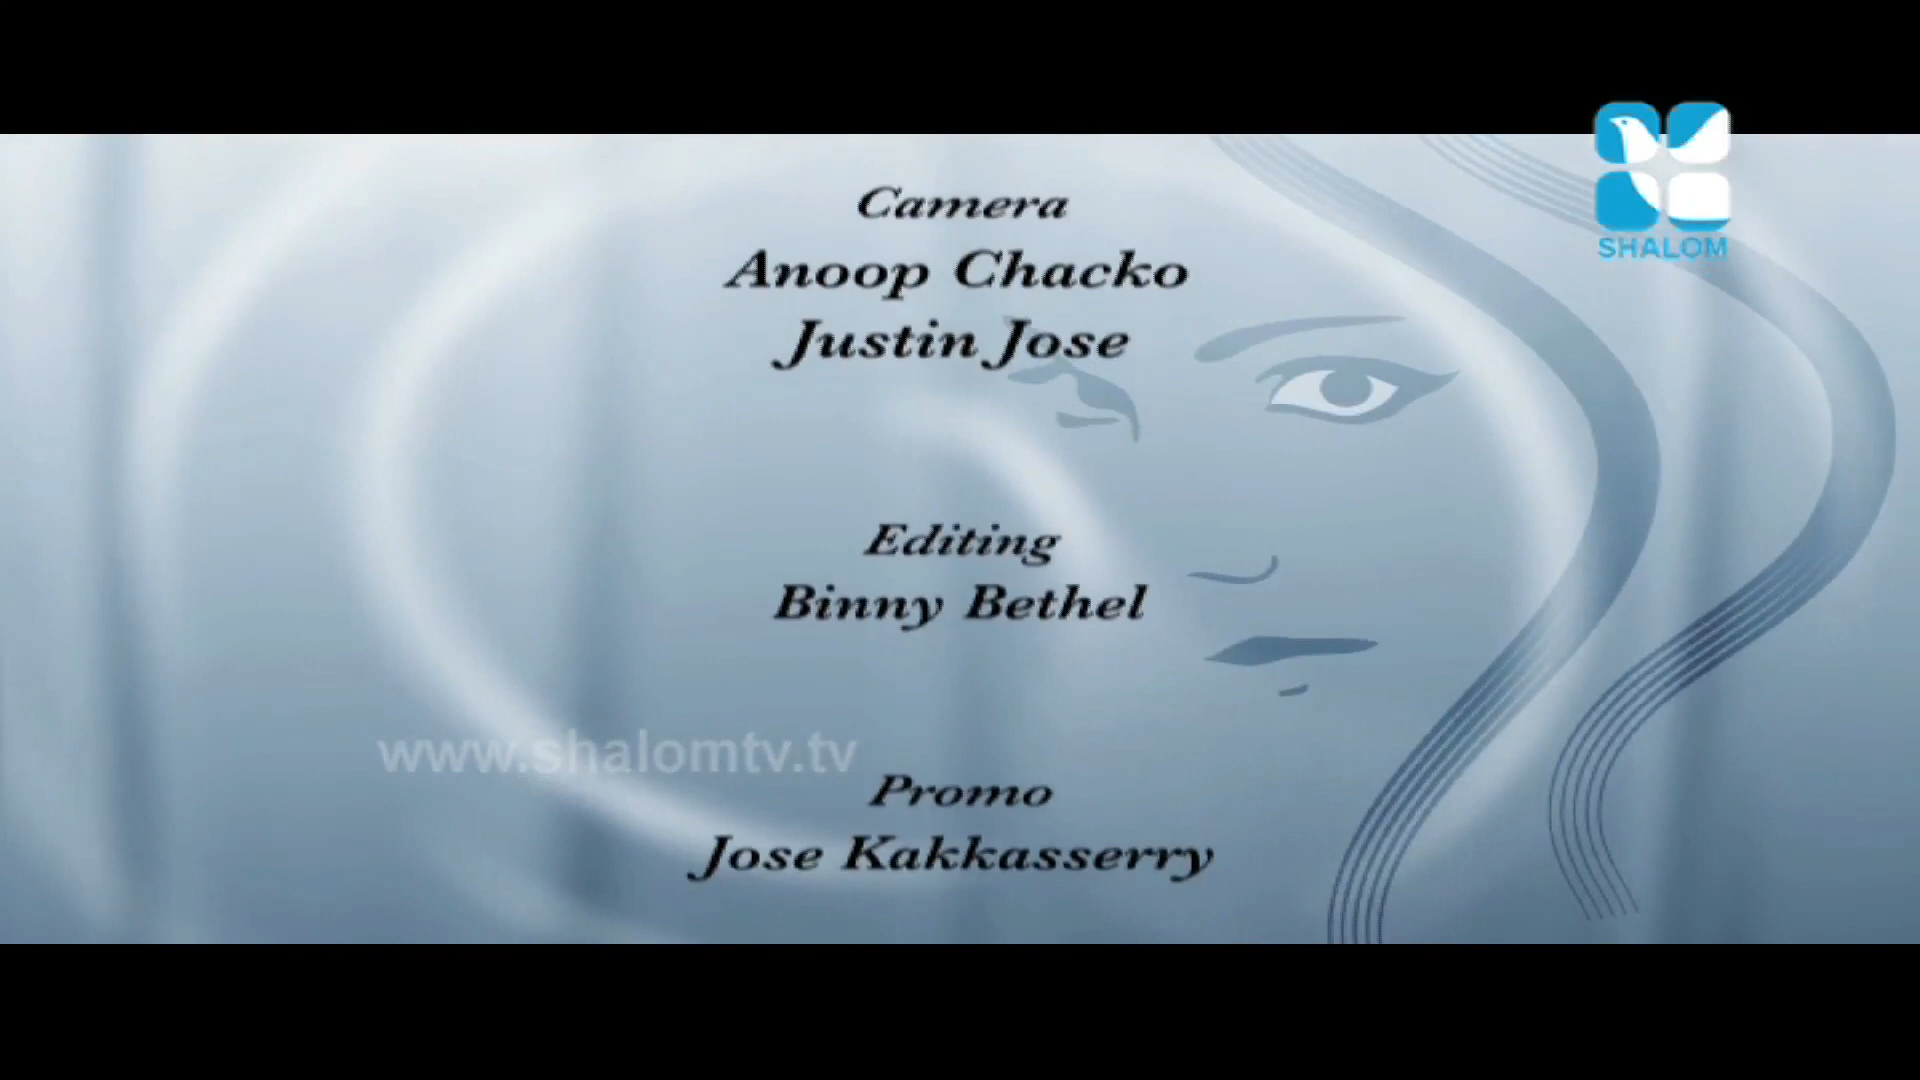 SHALOM
Camera
Anoop Chacko
Justin Jose
Editing
Binny Bethel
www.shalomtv.tv
Promo
Jose Kakkasserry